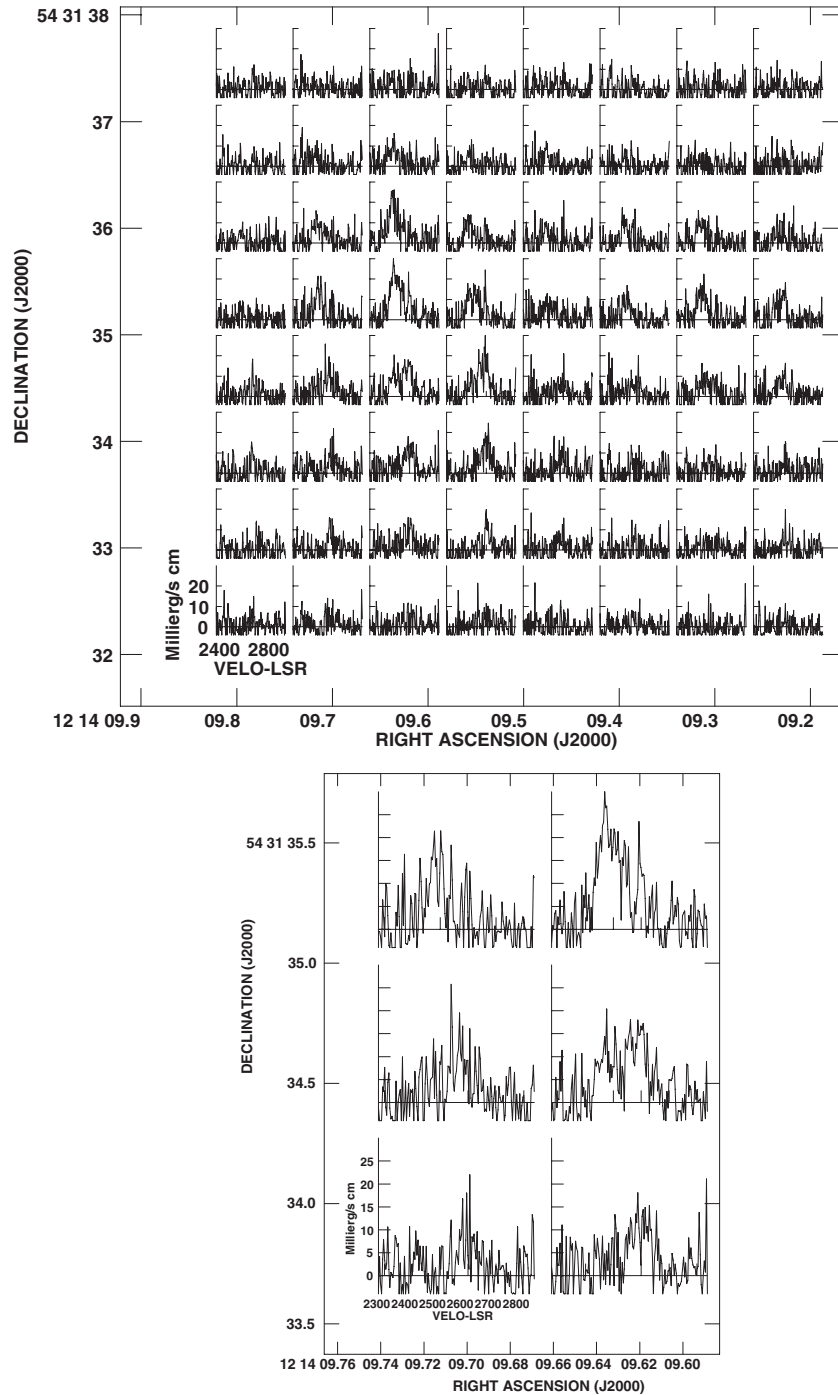 54 31 38
37
36
35
34
33
32
DECLINATION (J2000)
Millierg/s cm
20
10
0
2400 2800
VELO-LSR
12 14 09.9 09.8 09.7 09.6 09.5 09.4 09.3 09.2
RIGHT ASCENSION (J2000)
54 31 35.5
35.0
34.5
34.0
33.5
DECLINATION (J2000)
Millierg/s cm
25
20
15
10
5
0
2300 2400 2500 2600 2700 2800
VELO-LSR
12 14 09.76 09.74 09.72 09.70 09.68 09.66 09.64 09.62 09.60
RIGHT ASCENSION (J2000)